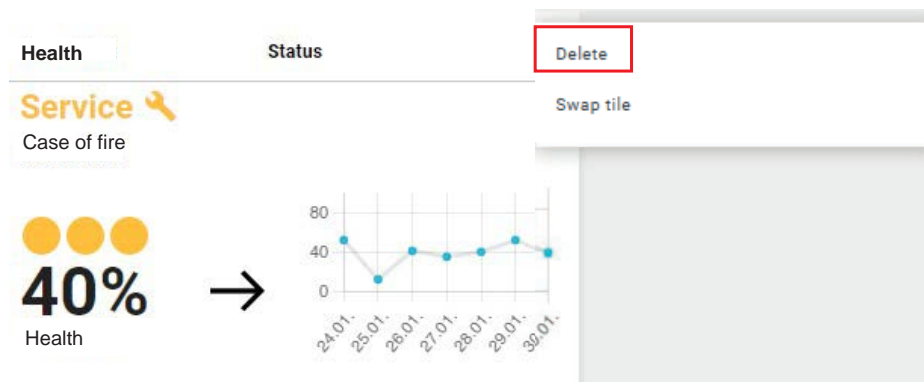 Health
Status
Delete
Swap tile
Service
Case of fire
40%
Health
80
40
0
24.01.
25.01.
26.01.
27.01.
28.01.
29.01.
30.01.